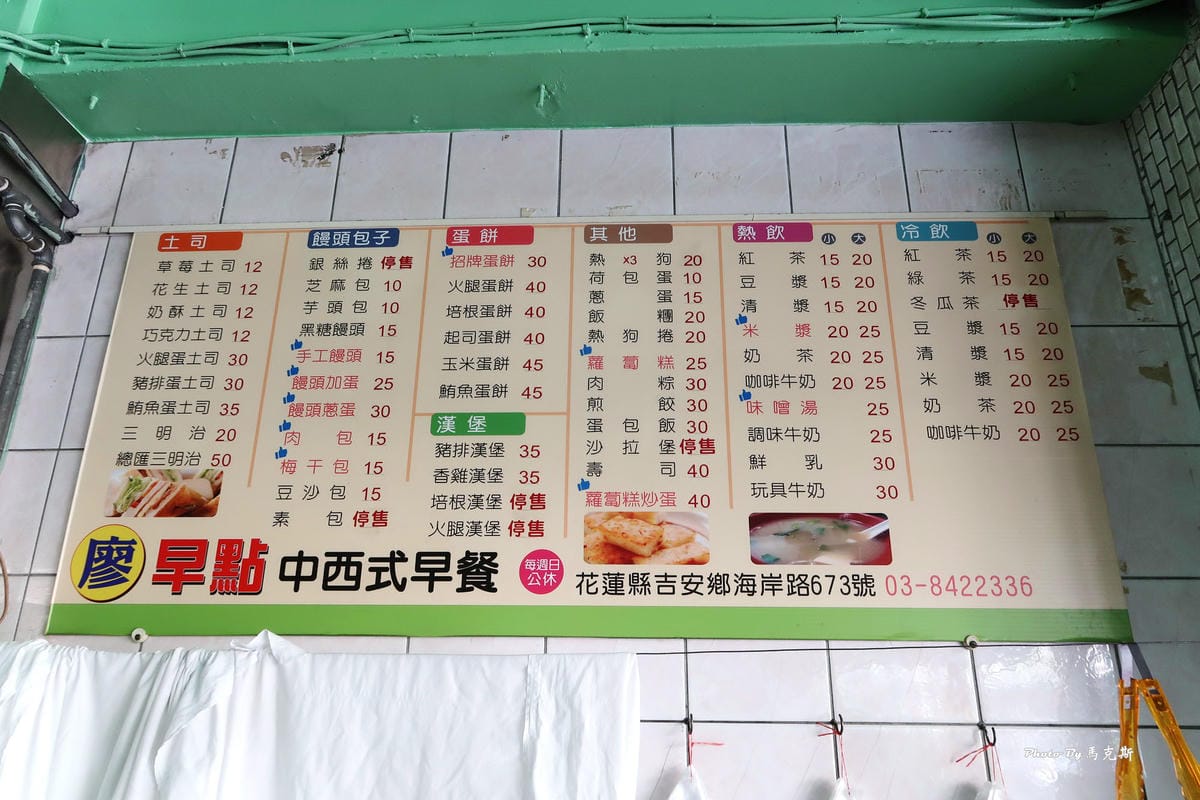 土司
草莓土司 12
花生土司 12
奶酥土司 12
巧克力土司 12
火腿蛋土司 30
豬排蛋土司 30
鮪魚蛋土司 35
三明治 20
總匯三明治 50
饅頭包子
銀絲捲 停售
芝麻包 10
芋頭包 10
黑糖饅頭 15
手工饅頭 15
饅頭加蛋 25
饅頭蔥蛋 30
肉包 15
梅干包 15
豆沙包 15
素包 停售
蛋餅
招牌蛋餅 30
火腿蛋餅 40
培根蛋餅 40
起司蛋餅 40
玉米蛋餅 45
鮪魚蛋餅 45
漢堡
豬排漢堡 35
香雞漢堡 35
培根漢堡 停售
火腿漢堡 停售
其他
熱x3狗 20
荷包蛋 10
蔥蛋 15
飯糰 20
熱狗捲 20
蘿蔔糕 25
肉粽 30
煎餃 30
蛋包飯 30
沙拉堡 停售
壽司 40
蘿蔔糕炒蛋 40
熱飲 小 大
紅茶 15 20
豆漿 15 20
清漿 15 20
米漿 20 25
奶茶 20 25
咖啡牛奶 20 25
味噌湯 25
調味牛奶 25
鮮乳 30
玩具牛奶 30
冷飲 小 大
紅茶 15 20
綠茶 15 20
冬瓜茶 停售
豆漿 15 20
清漿 15 20
米漿 20 25
奶茶 20 25
咖啡牛奶 20 25
廖 早點 中西式早餐
每週日
公休
花蓮縣吉安鄉海岸路673號 03-8422336
Photo By 馬克斯